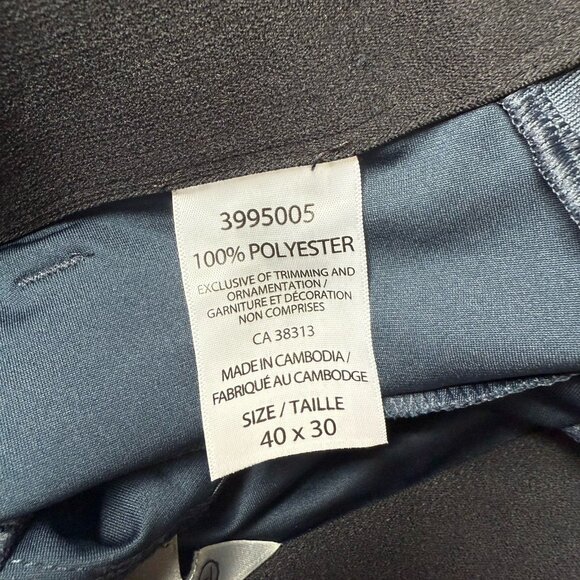 3995005
100% POLYESTER
EXCLUSIVE OF TRIMMING AND
ORNAMENTATION /
GARNITURE ET DÉCORATION
NON COMPRISES
CA 38313
MADE IN CAMBODIA /
FABRIQUÉ AU CAMBODGE
SIZE / TAILLE
40 x 30